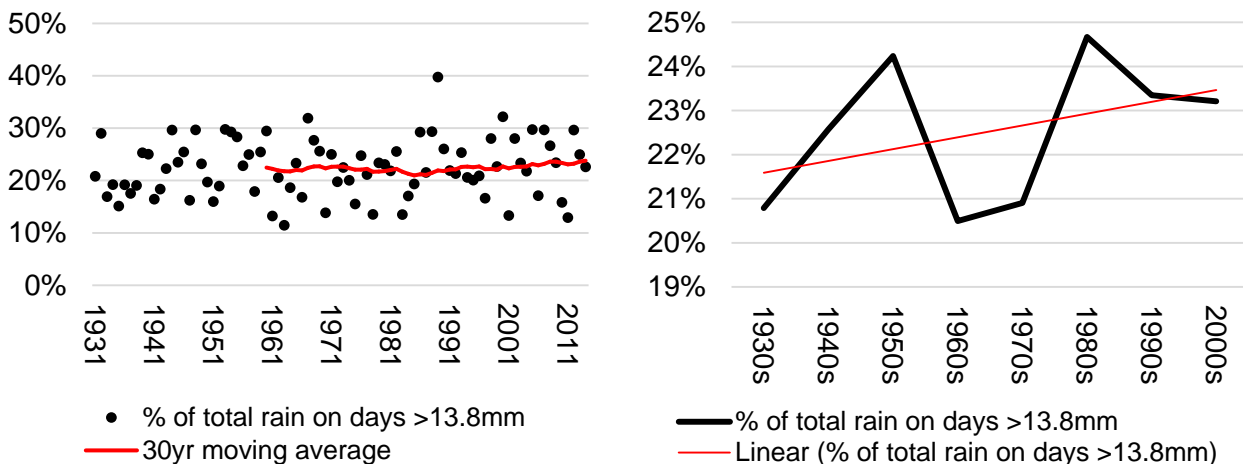 50%
40%
30%
20%
10%
0%
1931
1941
1951
1961
1971
1981
1991
2001
2011
% of total rain on days >13.8mm
30yr moving average
25%
24%
23%
22%
21%
20%
19%
1930s
1940s
1950s
1960s
1970s
1980s
1990s
2000s
% of total rain on days >13.8mm
Linear (% of total rain on days >13.8mm)